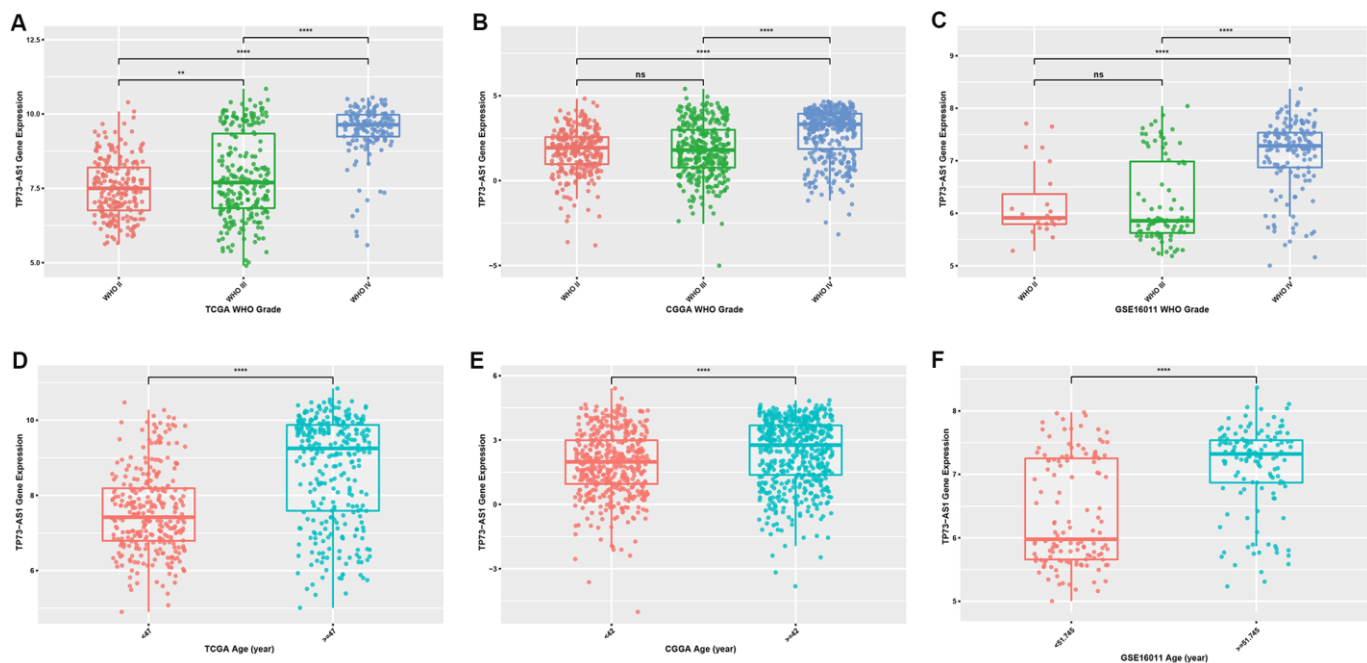 A
TP73-AS1 Gene Expression
12.5
10.0
7.5
5.0
****
****
**
WHO II
WHO III
WHO IV
TCGA WHO Grade
B
TP73-AS1 Gene Expression
5
0
-5
****
****
ns
WHO II
WHO III
WHO IV
CGGA WHO Grade
C
TP73-AS1 Gene Expression
9
8
7
6
5
****
****
ns
WHO II
WHO III
WHO IV
GSE16011 WHO Grade
D
TP73-AS1 Gene Expression
10
8
6
****
<47
>=47
TCGA Age (year)
E
TP73-AS1 Gene Expression
6
3
0
-3
****
<42
>=42
CGGA Age (year)
F
TP73-AS1 Gene Expression
8
7
6
5
****
<51.745
>=51.745
GSE16011 Age (year)